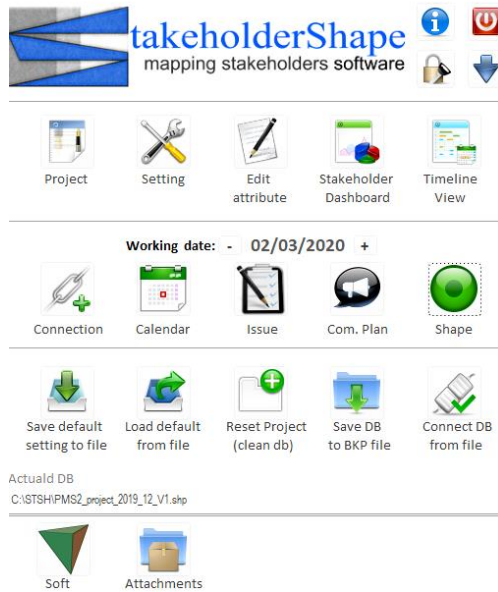 takeholderShape
mapping stakeholders software
Project
Setting
Edit
attribute
Stakeholder
Dashboard
Timeline
View
Working date: - 02/03/2020 +
Connection
Calendar
Issue
Com. Plan
Shape
Save default
setting to file
Load default
from file
Reset Project
(clean db)
Save DB
to BKP file
Connect DB
from file
Actuald DB
C:\STSH\PMS2_project_2019_12_V1.shp
Soft
Attachments